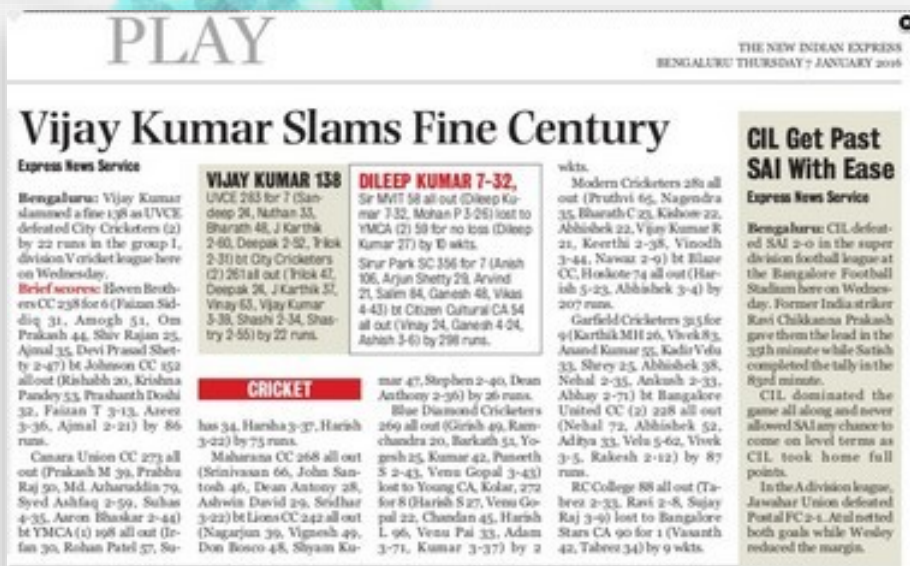 PLAY
THE NEW INDIAN EXPRESS
BENGALURU THURSDAY 7 JANUARY 2016
Vijay Kumar Slams Fine Century
Express News Service
Bengaluru: Vijay Kumar
slammed a fine 138 as UVCE
defeated City Cricketers (2)
by 22 runs in the group I,
division V cricket league here
on Wednesday.
Brief scores: Eleven Broth-
ers CC 238 for 6 (Faizan Sid-
diq 31, Amogh 51, Om
Prakash 44, Shiv Rajan 25,
Ajmal 35, Devi Prasad Shet-
ty 2-47) bt Johnson CC 152
all out (Rishabh 20, Krishna
Pandey 53, Prashanth Doshi
32, Faizan T 3-13, Azeez
3-36, Ajmal 2-21) by 86
runs.
Canara Union CC 273 all
out (Prakash M 39, Prabhu
Raj 50, Md. Azharuddin 79,
Syed Ashfaq 2-59, Suhas
4-35, Aaron Bhaskar 2-44)
bt YMCA (1) 198 all out (Ir-
fan 30, Rohan Patel 57, Su-
VIJAY KUMAR 138
UVCE 283 for 7 (San-
deep 24, Nuthan 33,
Bharath 48, J Karthik
2-60, Deepak 2-52, Trilok
2-31) bt City Cricketers
(2) 261 all out (Trilok 47,
Deepak 24, J Karthik 37,
Vinay 63, Vijay Kumar
3-39, Shashi 2-34, Shas-
try 2-55) by 22 runs.
DILEEP KUMAR 7-32,
Sir MVIT 58 all out (Dileep Ku-
mar 7-32, Mohan P 3-26) lost to
YMCA (2) 59 for no loss (Dileep
Kumar 27) by 10 wkts.
Sirur Park SC 356 for 7 (Anish
106, Arjun Shetty 29, Arvind
21, Salim 84, Ganesh 48, Vikas
4-43) bt Citizen Cultural CA 54
all out (Vinay 24, Ganesh 4-24,
Ashish 3-6) by 298 runs.
CRICKET
has 34, Harsha 3-37, Harish
3-22) by 75 runs.
Maharana CC 268 all out
(Srinivasan 66, John San-
tosh 46, Dean Antony 28,
Ashwin David 29, Sridhar
3-22) bt Lions CC 242 all out
(Nagarjun 39, Vignesh 49,
Don Bosco 48, Shyam Ku-
mar 47, Stephen 2-40, Dean
Anthony 2-36) by 26 runs.
Blue Diamond Cricketers
269 all out (Girish 49, Ram-
chandra 20, Barkath 51, Yo-
gesh 25, Kumar 42, Puneeth
S 2-43, Venu Gopal 3-43)
lost to Young CA, Kolar, 272
for 8 (Harish S 27, Venu Go-
pal 22, Chandan 45, Harish
L 96, Venu Pai 33, Adam
3-71, Kumar 3-37) by 2
wkts.
Modern Cricketers 281 all
out (Pruthvi 65, Nagendra
35, Bharath C 23, Kishore 22,
Abhishek 22, Vijay Kumar R
21, Keerthi 2-38, Vinodh
3-44, Nawaz 2-9) bt Blaze
CC, Hoskote 74 all out (Har-
ish 5-23, Abhishek 3-4) by
207 runs.
Garfield Cricketers 315 for
9 (Karthik MH 26, Vivek 83,
Anand Kumar 55, Kadir Velu
33, Shrey 25, Abhishek 38,
Nehal 2-35, Ankush 2-33,
Abhay 2-71) bt Bangalore
United CC (2) 228 all out
(Nehal 72, Abhishek 52,
Aditya 33, Velu 5-62, Vivek
3-5, Rakesh 2-12) by 87
runs.
RC College 88 all out (Ta-
brez 2-33, Ravi 2-8, Sujay
Raj 3-9) lost to Bangalore
Stars CA 90 for 1 (Vasanth
42, Tabrez 34) by 9 wkts.
CIL Get Past
SAI With Ease
Express News Service
Bengaluru: CIL defeat-
ed SAI 2-0 in the super
division football league at
the Bangalore Football
Stadium here on Wednes-
day. Former India striker
Ravi Chikkanna Prakash
gave them the lead in the
35th minute while Satish
completed the tally in the
83rd minute.
CIL dominated the
game all along and never
allowed SAI any chance to
come on level terms as
CIL took home full
points.
In the A division league,
Jawahar Union defeated
Postal FC 2-1. Atul netted
both goals while Wesley
reduced the margin.